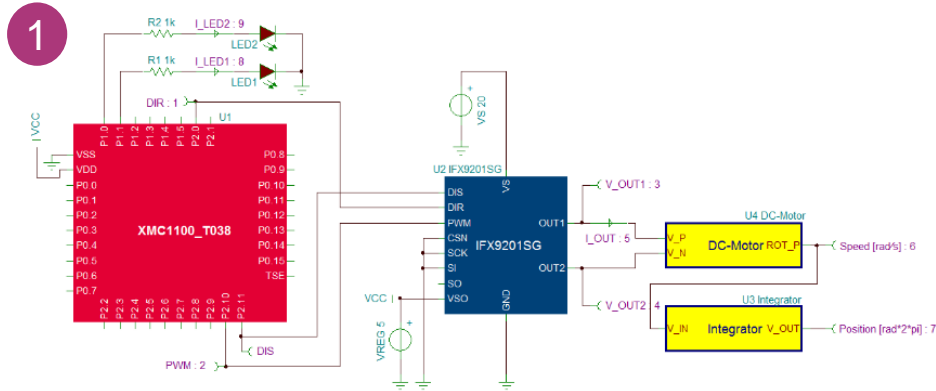 1
R2 1k
I_LED2 : 9
LED2
R1 1k
I_LED1 : 8
LED1
DIR : 1
U1
VCC
P1.0
P1.1
P1.2
P1.3
P1.4
P1.5
P2.0
P2.1
VSS
VDD
P0.0
P0.1
P0.2
P0.3
P0.4
P0.5
P0.6
P0.7
XMC1100_T038
P0.8
P0.9
P0.10
P0.11
P0.12
P0.13
P0.14
P0.15
TSE
P2.2
P2.3
P2.4
P2.5
P2.6
P2.7
P2.8
P2.9
P2.10
P2.11
DIS
PWM : 2
+
VS 20
U2 IFX9201SG
VS
DIS
DIR
PWM
CSN
SCK
SI
SO
VSO
IFX9201SG
OUT1
OUT2
GND
VCC
+
VREG 5
V_OUT1 : 3
I_OUT : 5
V_OUT2 : 4
U4 DC-Motor
V_P
V_N
DC-Motor
ROT_P
Speed [rad/s] : 6
U3 Integrator
V_IN
Integrator
V_OUT
Position [rad*2*pi] : 7